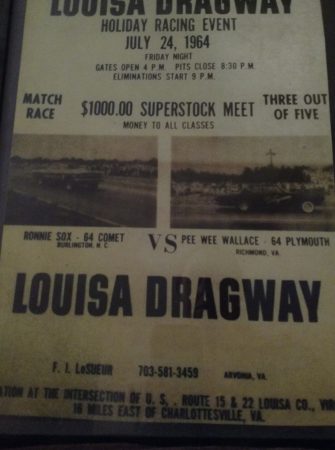 LOUISA DRAGWAY
HOLIDAY RACING EVENT
JULY 24, 1964
FRIDAY NIGHT
GATES OPEN 4 P.M. PITS CLOSE 8:30 P.M.
ELIMINATIONS START 9 P.M.
MATCH RACE
$1000.00 SUPERSTOCK MEET
THREE OUT OF FIVE
MONEY TO ALL CLASSES
RONNIE SOX - 64 COMET
BURLINGTON, N. C.
VS
PEE WEE WALLACE - 64 PLYMOUTH
RICHMOND, VA.
LOUISA DRAGWAY
F. I. LeSUEUR 703-581-3459 ARVONIA, VA.
ATION AT THE INTERSECTION OF U. S. . ROUTE 15 & 22 LOUISA CO., VIR
16 MILES EAST OF CHARLOTTESVILLE, VA.